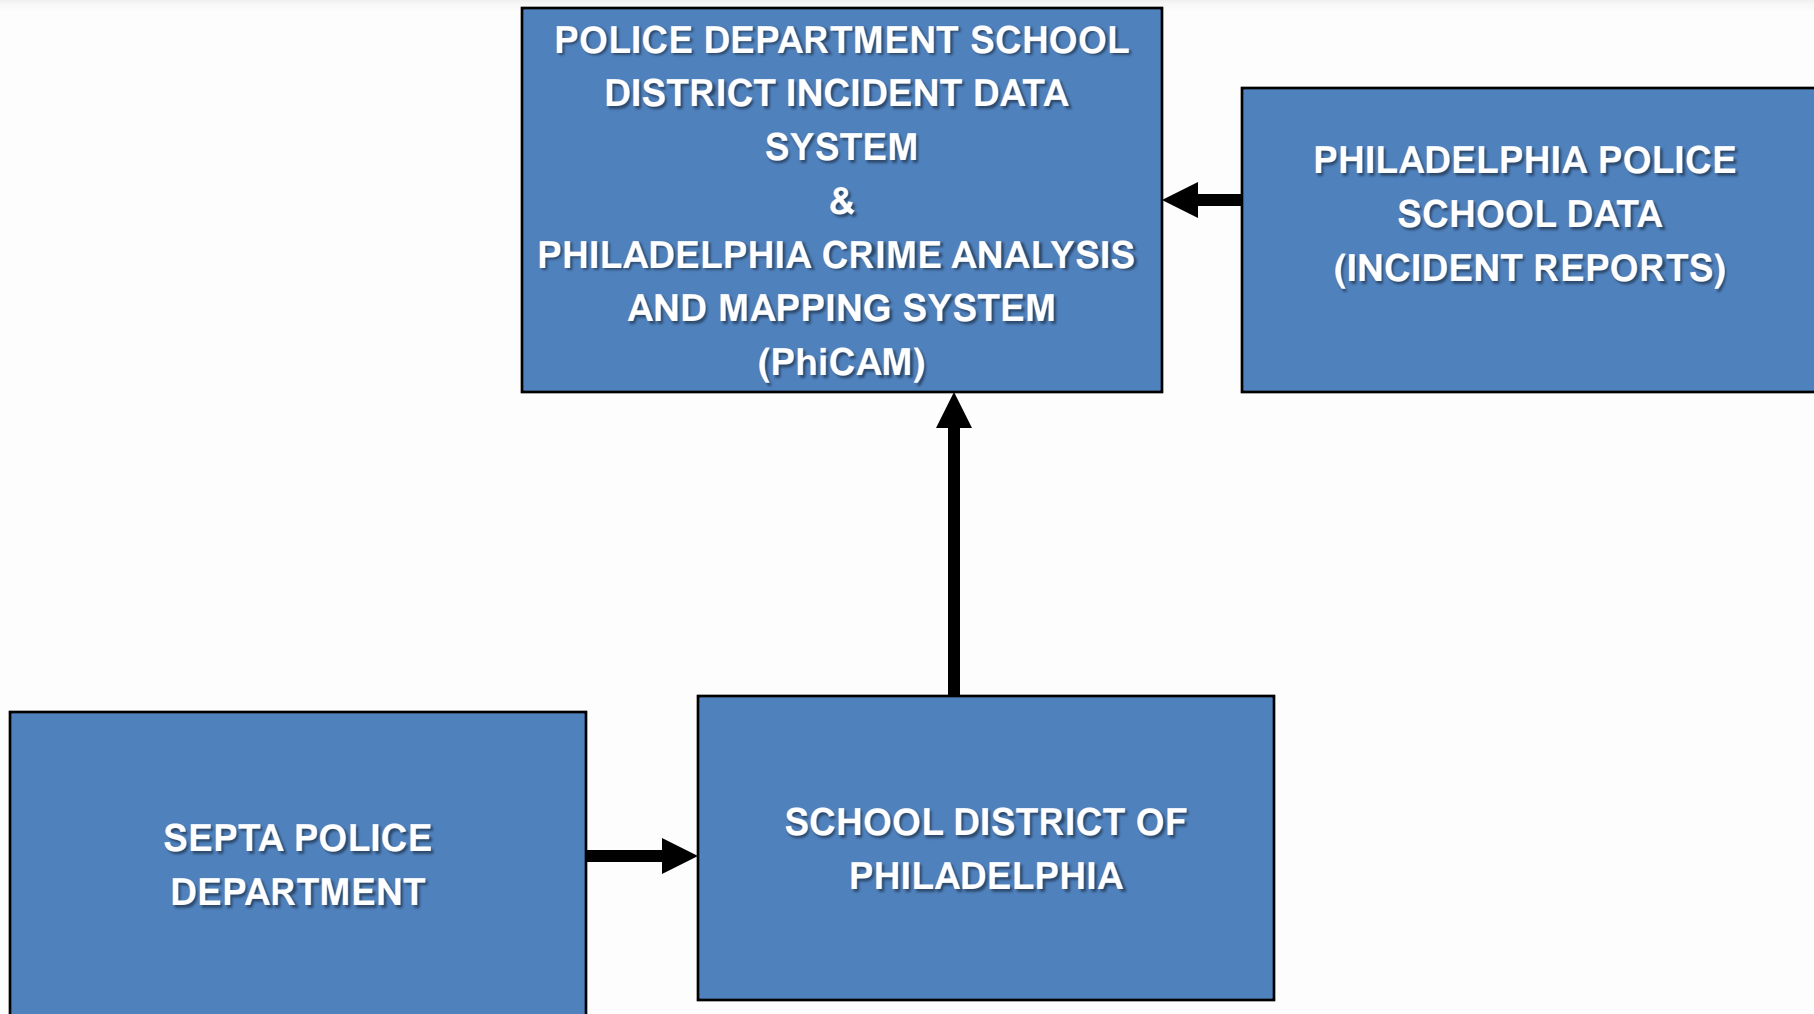 POLICE DEPARTMENT SCHOOL
DISTRICT INCIDENT DATA
SYSTEM
&
PHILADELPHIA CRIME ANALYSIS
AND MAPPING SYSTEM
(PhiCAM)
PHILADELPHIA POLICE
SCHOOL DATA
(INCIDENT REPORTS)
SEPTA POLICE
DEPARTMENT
SCHOOL DISTRICT OF
PHILADELPHIA